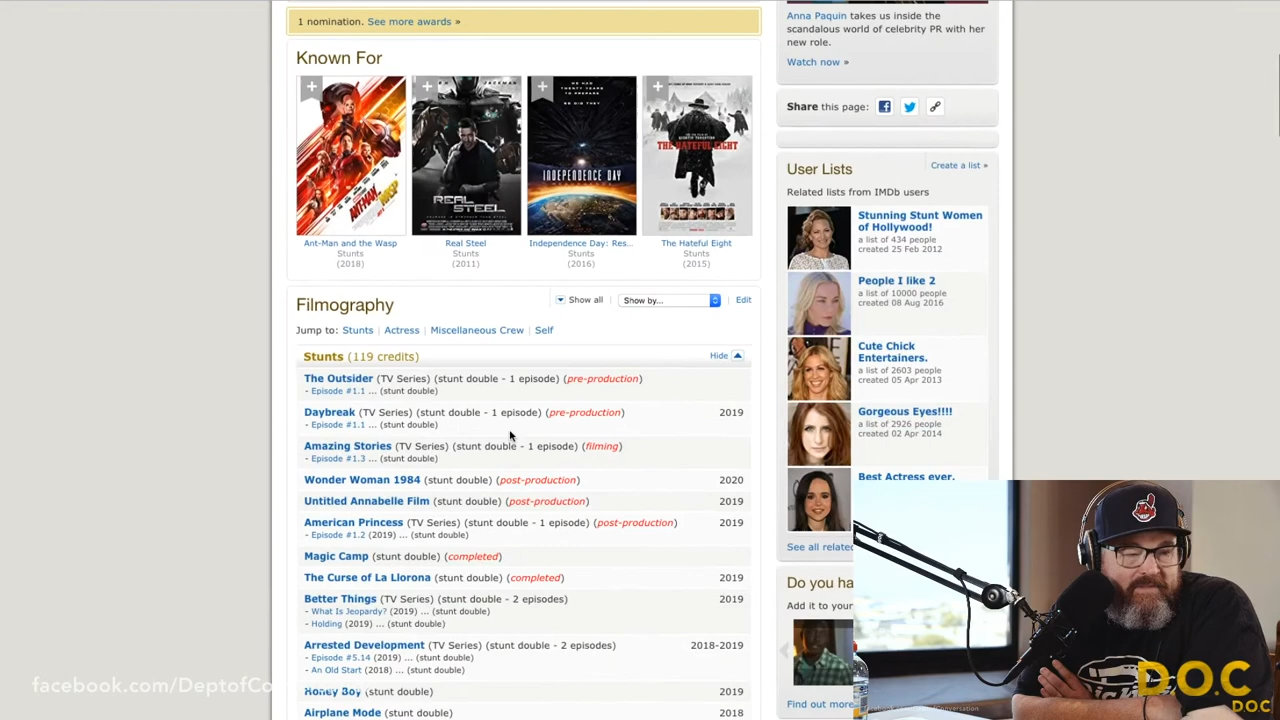 1 nomination. See more awards »
Known For
Ant-Man and the Wasp
Stunts
(2018)
REAL STEEL
Real Steel
Stunts
(2011)
INDEPENDENCE DAY
Independence Day: Res...
Stunts
(2016)
THE HATEFUL EIGHT
The Hateful Eight
Stunts
(2015)
Filmography
Show all | Show by... | Edit
Jump to: Stunts | Actress | Miscellaneous Crew | Self
Stunts (119 credits) Hide
The Outsider (TV Series) (stunt double - 1 episode) (pre-production)
- Episode #1.1 ... (stunt double)
Daybreak (TV Series) (stunt double - 1 episode) (pre-production) 2019
- Episode #1.1 ... (stunt double)
Amazing Stories (TV Series) (stunt double - 1 episode) (filming)
- Episode #1.3 ... (stunt double)
Wonder Woman 1984 (stunt double) (post-production) 2020
Untitled Annabelle Film (stunt double) (post-production) 2019
American Princess (TV Series) (stunt double - 1 episode) (post-production) 2019
- Episode #1.2 (2019) ... (stunt double)
Magic Camp (stunt double) (completed)
The Curse of La Llorona (stunt double) (completed) 2019
Better Things (TV Series) (stunt double - 2 episodes) 2019
- What Is Jeopardy? (2019) ... (stunt double)
- Holding (2019) ... (stunt double)
Arrested Development (TV Series) (stunt double - 2 episodes) 2018-2019
- Episode #5.14 (2019) ... (stunt double)
- An Old Start (2018) ... (stunt double)
Honey Boy (stunt double) 2019
Airplane Mode (stunt double) 2018
facebook.com/DeptofCo
Anna Paquin takes us inside the
scandalous world of celebrity PR with her
new role.
Watch now »
Share this page:
User Lists Create a list »
Related lists from IMDb users
Stunning Stunt Women
of Hollywood!
a list of 434 people
created 25 Feb 2012
People I like 2
a list of 10000 people
created 08 Aug 2016
Cute Chick
Entertainers.
a list of 2603 people
created 05 Apr 2013
Gorgeous Eyes!!!!
a list of 2926 people
created 02 Apr 2014
Best Actress ever.
See all relate
Do you ha
Add it to your
Find out more
D.O.C
DOC